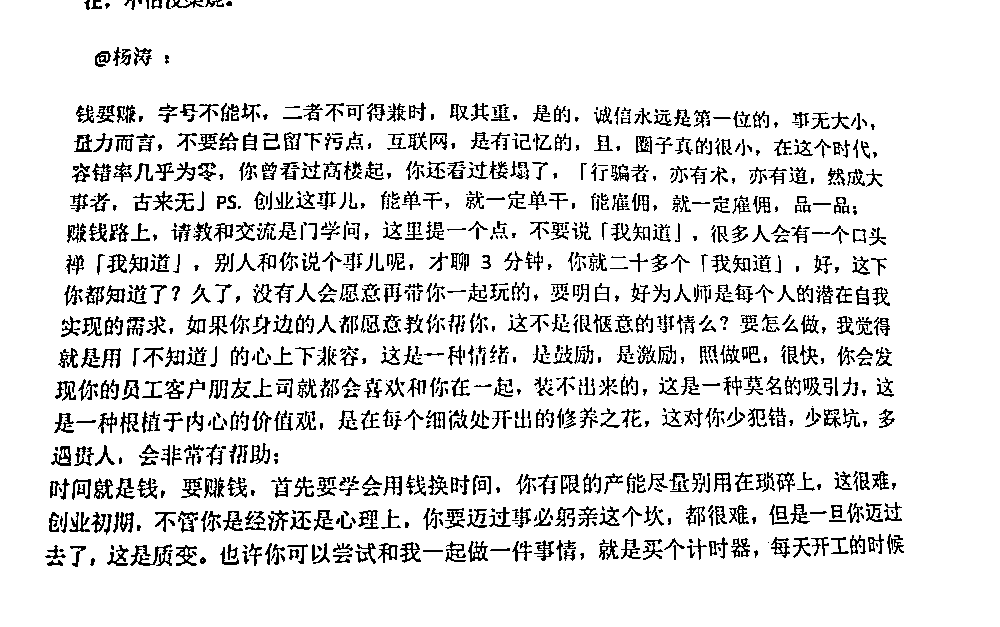 @杨涛：
钱要赚，字号不能坏，二者不可得兼时，取其重，是的，诚信永远是第一位的，事无大小，
量力而言，不要给自己留下污点，互联网，是有记忆的，且，圈子真的很小，在这个时代，
容错率几乎为零，你曾看过高楼起，你还看过楼塌了，「行骗者，亦有术，亦有道，然成大
事者，古来无」PS. 创业这事儿，能单干，就一定单干，能雇佣，就一定雇佣，品一品；
赚钱路上，请教和交流是门学问，这里提一个点，不要说「我知道」，很多人会有一个口头
禅「我知道」，别人和你说个事儿呢，才聊 3 分钟，你就二十多个「我知道」，好，这下
你都知道了？久了，没有人会愿意再带你一起玩的，要明白，好为人师是每个人的潜在自我
实现的需求，如果你身边的人都愿意教你帮你，这不是很惬意的事情么？要怎么做，我觉得
就是用「不知道」的心上下兼容，这是一种情绪，是鼓励，是激励，照做吧，很快，你会发
现你的员工客户朋友上司就都会喜欢和你在一起，装不出来的，这是一种莫名的吸引力，这
是一种根植于内心的价值观，是在每个细微处开出的修养之花，这对你少犯错，少踩坑，多
遇贵人，会非常有帮助；
时间就是钱，要赚钱，首先要学会用钱换时间，你有限的产能尽量别用在琐碎上，这很难，
创业初期，不管你是经济还是心理上，你要迈过事必躬亲这个坎，都很难，但是一旦你迈过
去了，这是质变。也许你可以尝试和我一起做一件事情，就是买个计时器，每天开工的时候